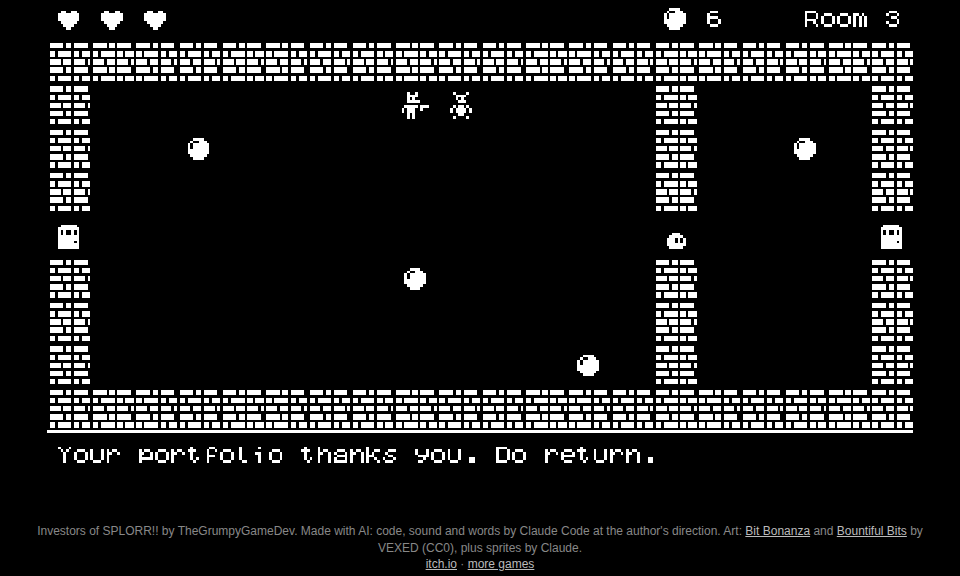 6 Room 3
Your portfolio thanks you. Do return.
Investors of SPLORR!! by TheGrumpyGameDev. Made with AI: code, sound and words by Claude Code at the author's direction. Art: Bit Bonanza and Bountiful Bits by
VEXED (CC0), plus sprites by Claude.
itch.io · more games